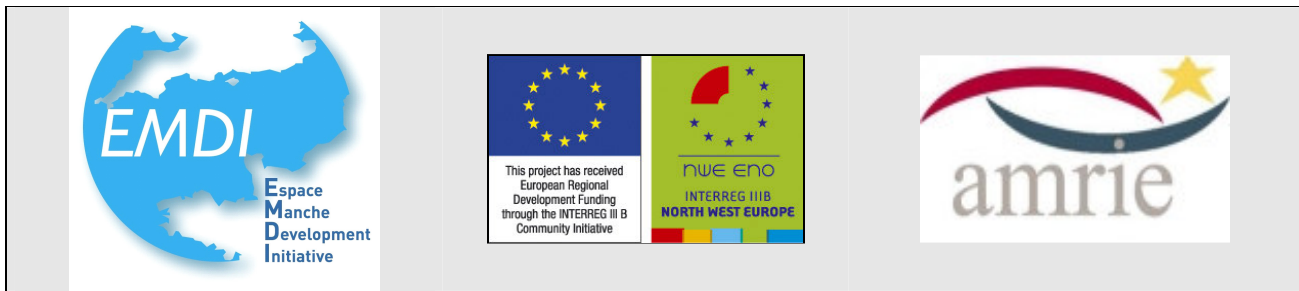 EMDI
Espace
Manche
Development
Initiative
This project has received
European Regional
Development Funding
through the INTERREG III B
Community Initiative
NWE ENO
INTERREG IIIB
NORTH WEST EUROPE
amrie